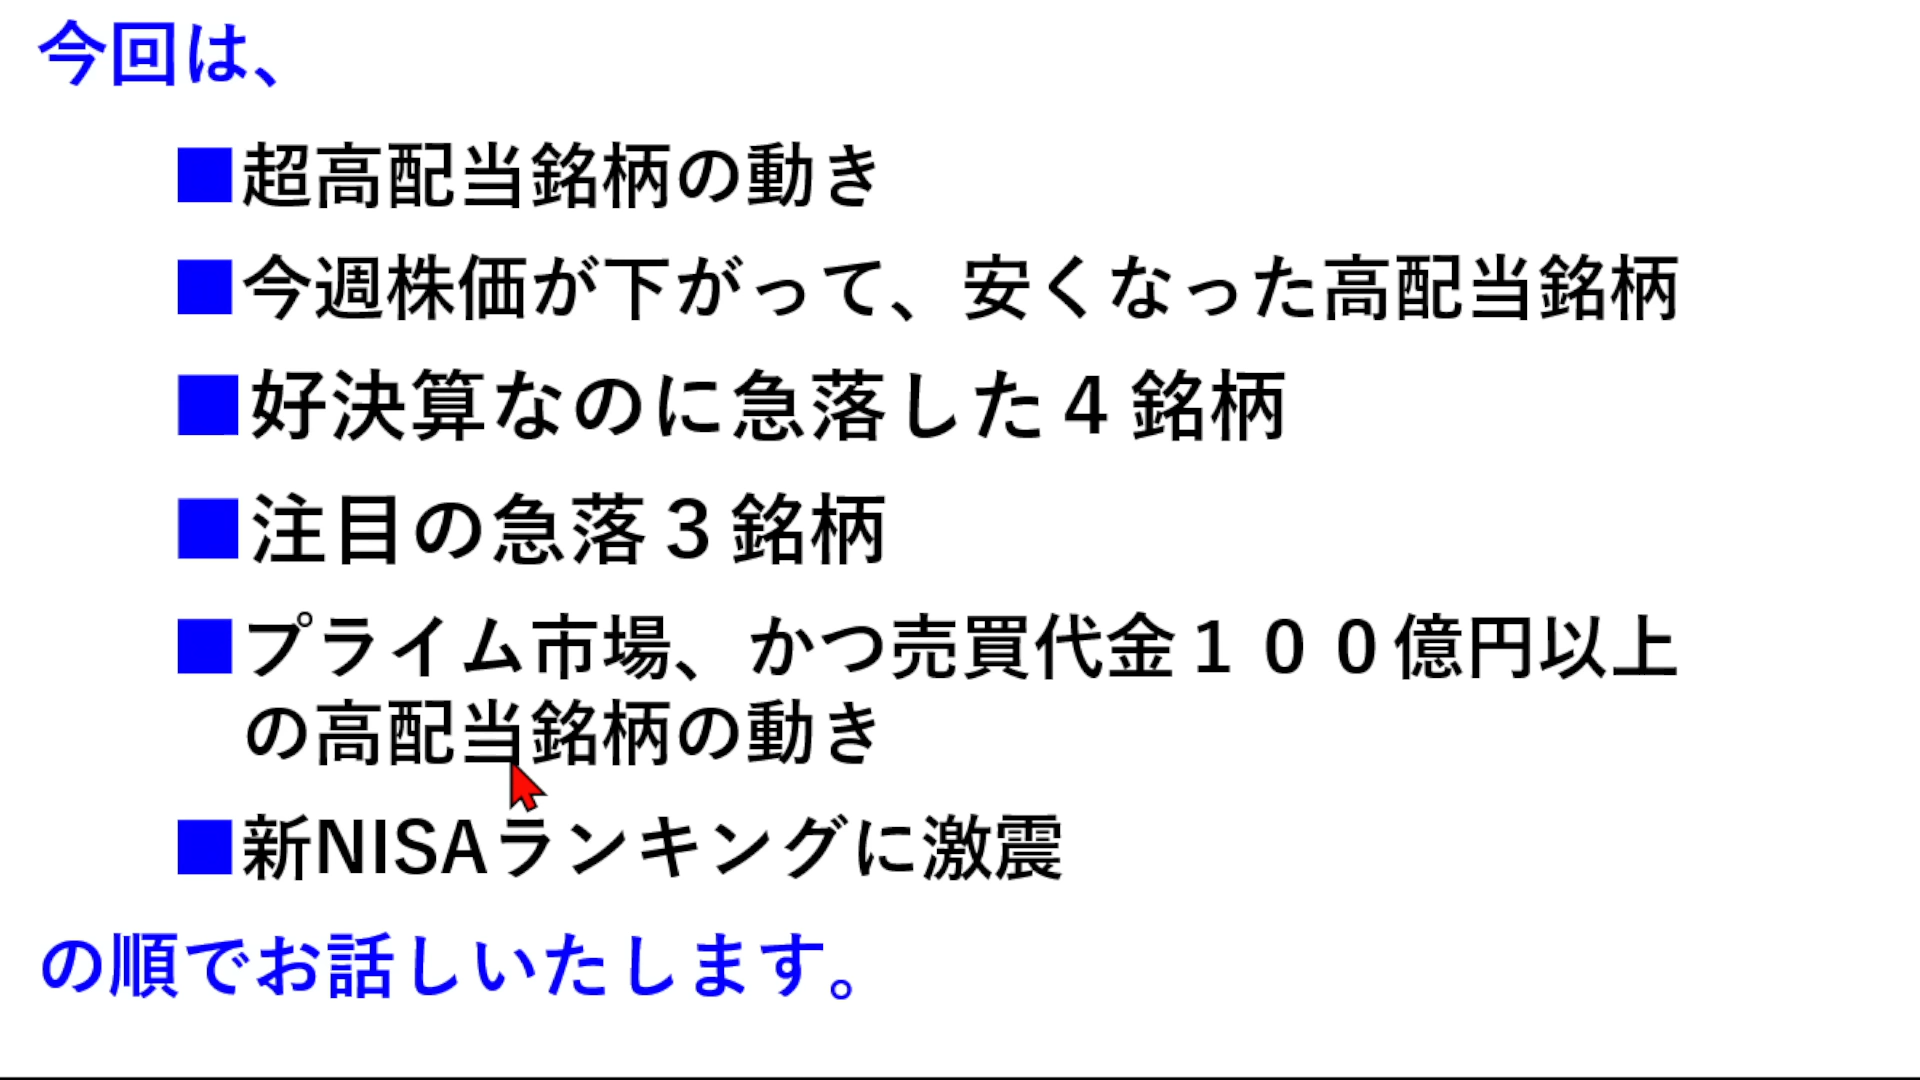 今回は、
■超高配当銘柄の動き
■今週株価が下がって、安くなった高配当銘柄
■好決算なのに急落した４銘柄
■注目の急落３銘柄
■プライム市場、かつ売買代金１００億円以上
の高配当銘柄の動き
■新NISAランキングに激震
の順でお話しいたします。